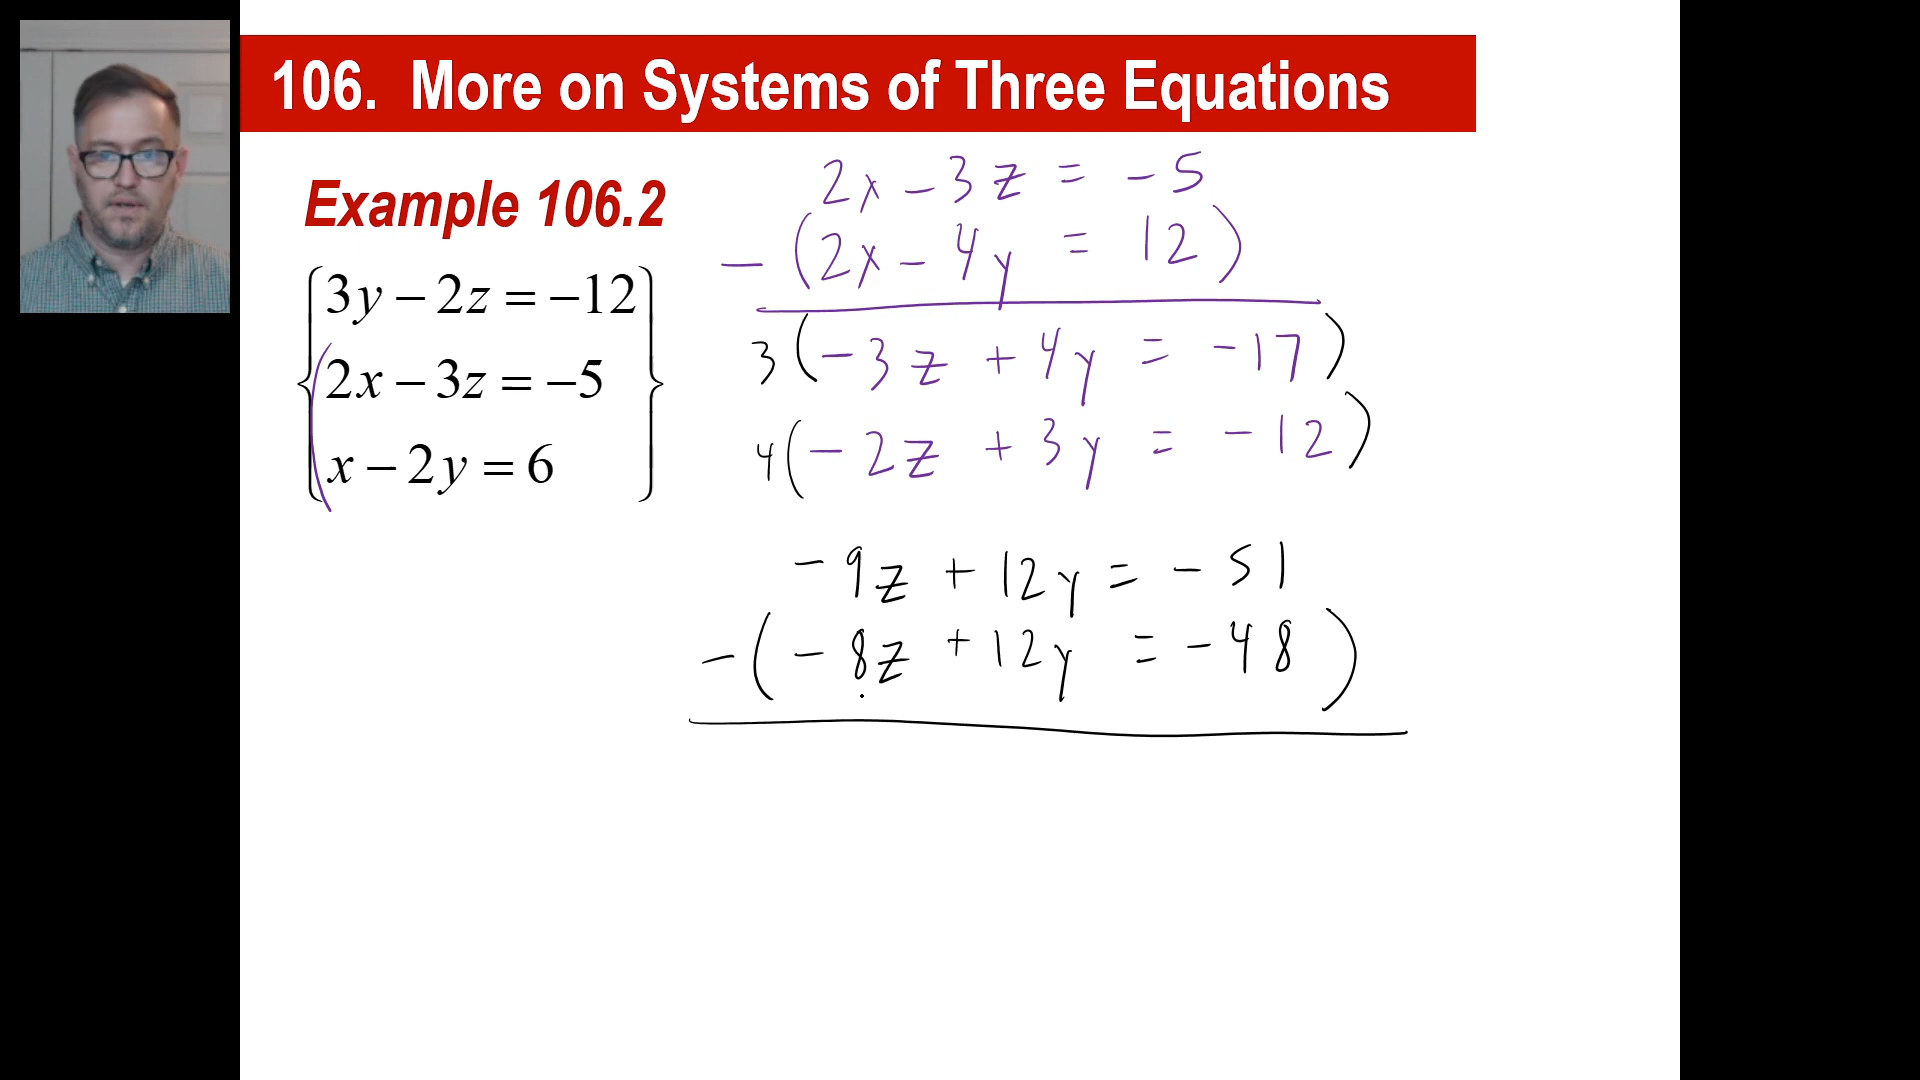 106. More on Systems of Three Equations
Example 106.2
3y − 2z = −12
2x − 3z = −5
x − 2y = 6
2x − 3z = −5
− (2x − 4y = 12)
3(−3z + 4y = −17)
4(−2z + 3y = −12)
−9z + 12y = −51
−(−8z + 12y = −48)